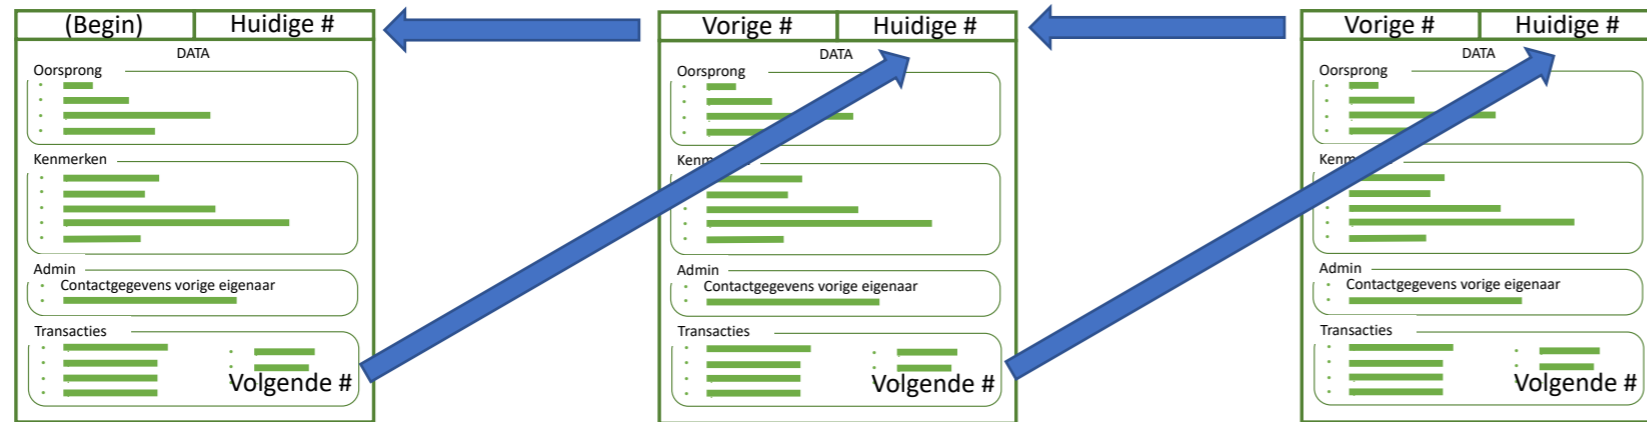 (Begin) Huidige #
DATA
Oorsprong
Kenmerken
Admin
Contactgegevens vorige eigenaar
Transacties
Volgende #
Vorige # Huidige #
DATA
Oorsprong
Admin
Contactgegevens vorige eigenaar
Transacties
Volgende #
Vorige # Huidige #
DATA
Oorsprong
Admin
Contactgegevens vorige eigenaar
Transacties
Volgende #